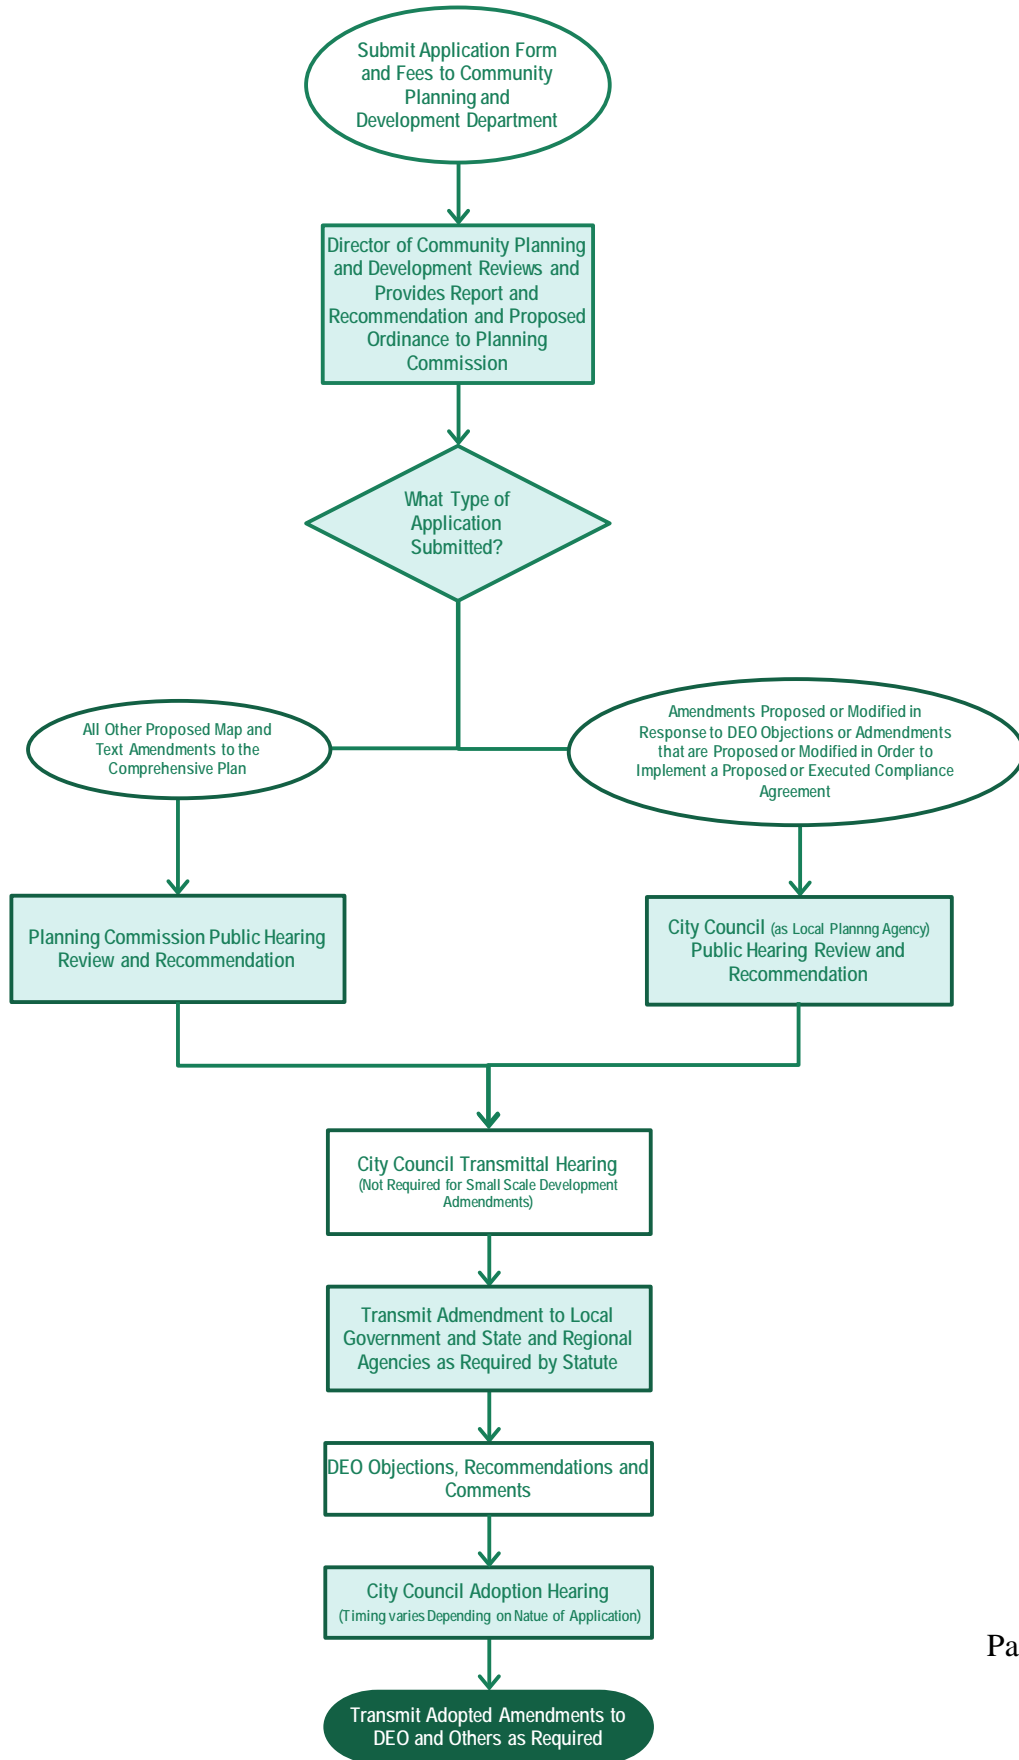 Submit Application Form
and Fees to Community
Planning and
Development Department
Director of Community Planning
and Development Reviews and
Provides Report and
Recommendation and Proposed
Ordinance to Planning
Commission
What Type of
Application
Submitted?
All Other Proposed Map and
Text Amendments to the
Comprehensive Plan
Amendments Proposed or Modified in
Response to DEO Objections or Admendments
that are Proposed or Modified in Order to
Implement a Proposed or Executed Compliance
Agreement
Planning Commission Public Hearing
Review and Recommendation
City Council (as Local Plannng Agency)
Public Hearing Review and
Recommendation
City Council Transmittal Hearing
(Not Required for Small Scale Development
Admendments)
Transmit Admendment to Local
Government and State and Regional
Agencies as Required by Statute
DEO Objections, Recommendations and
Comments
City Council Adoption Hearing
(Timing varies Depending on Natue of Application)
Pa
Transmit Adopted Amendments to
DEO and Others as Required